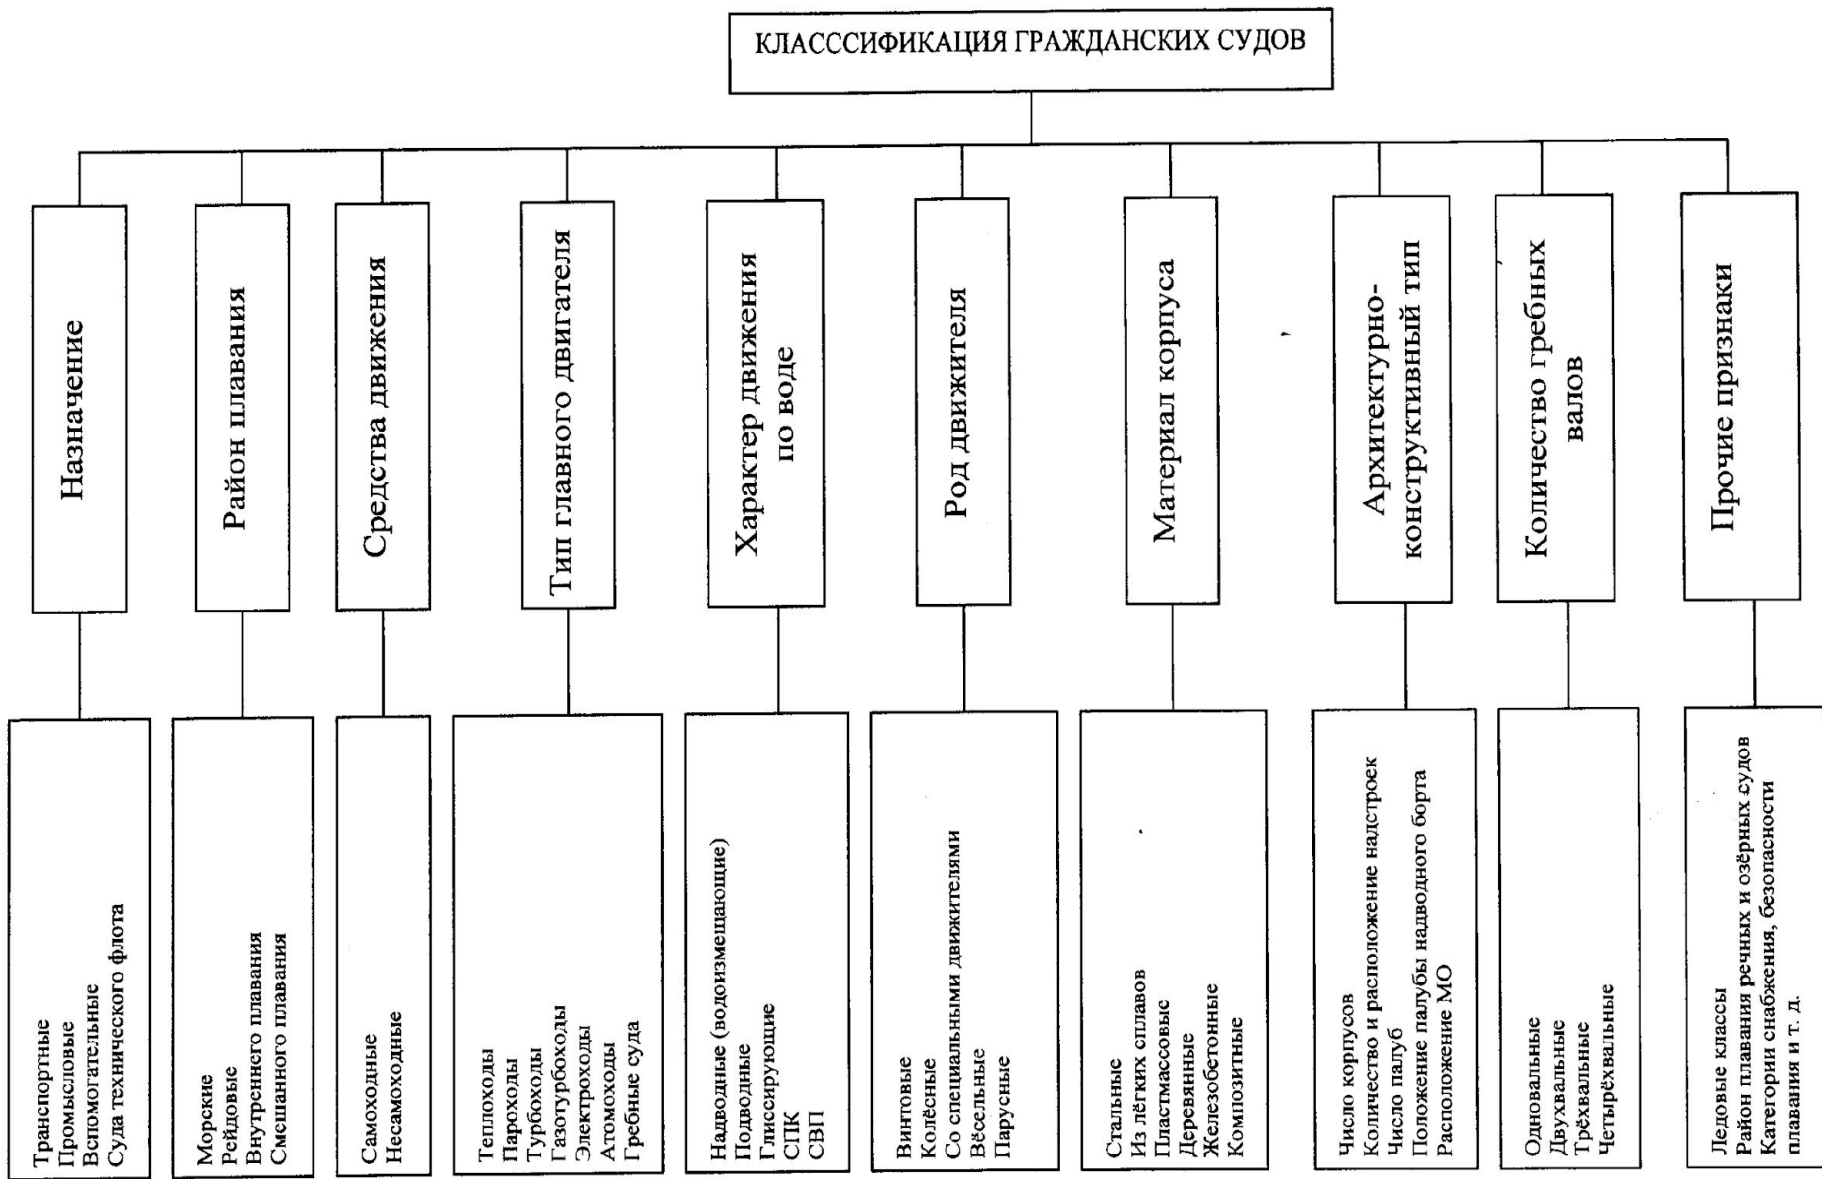 КЛАСССИФИКАЦИЯ ГРАЖДАНСКИХ СУДОВ
Назначение
Транспортные
Промысловые
Вспомогательные
Суда технического флота
Район плавания
Морские
Рейдовые
Внутреннего плавания
Смешанного плавания
Средства движения
Самоходные
Несамоходные
Тип главного двигателя
Теплоходы
Пароходы
Турбоходы
Газотурбоходы
Электроходы
Атомоходы
Гребные суда
Характер движения
по воде
Надводные (водоизмещающие)
Подводные
Глиссирующие
СПК
СВП
Род движителя
Винтовые
Колёсные
Со специальными движителями
Вёсельные
Парусные
Материал корпуса
Стальные
Из лёгких сплавов
Пластмассовые
Деревянные
Железобетонные
Композитные
Архитектурно-
конструктивный тип
Число корпусов
Количество и расположение надстроек
Число палуб
Положение палубы надводного борта
Расположение МО
Количество гребных
валов
Одновальные
Двухвальные
Трёхвальные
Четырёхвальные
Прочие признаки
Ледовые классы
Район плавания речных и озёрных судов
Категории снабжения, безопасности
плавания и т. д.